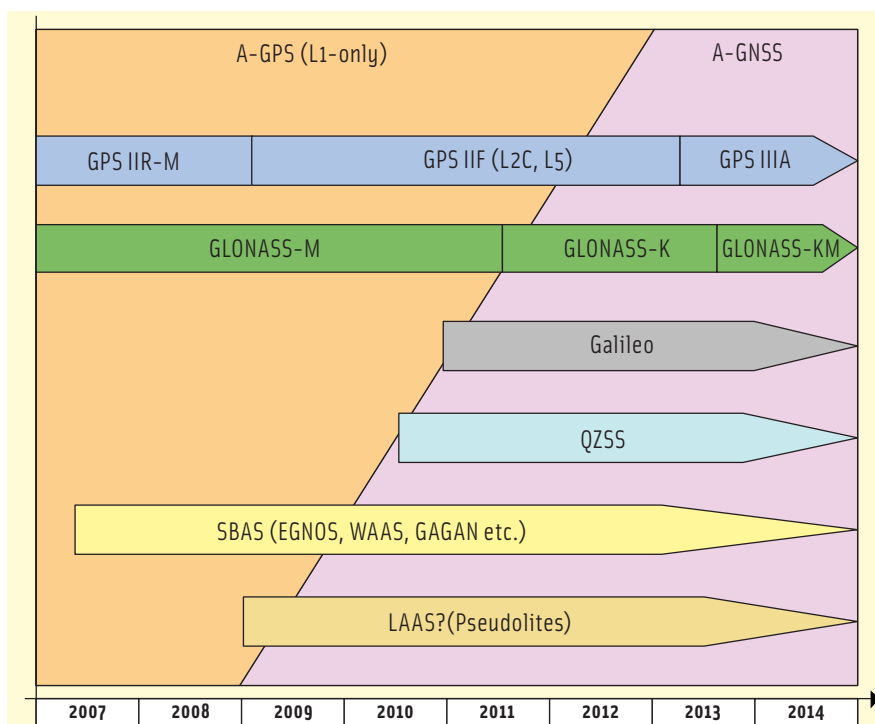 A-GPS (L1-only)
A-GNSS
GPS IIR-M
GPS IIF (L2C, L5)
GPS IIIA
GLONASS-M
GLONASS-K
GLONASS-KM
Galileo
QZSS
SBAS (EGNOS, WAAS, GAGAN etc.)
LAAS?(Pseudolites)
2007 2008 2009 2010 2011 2012 2013 2014